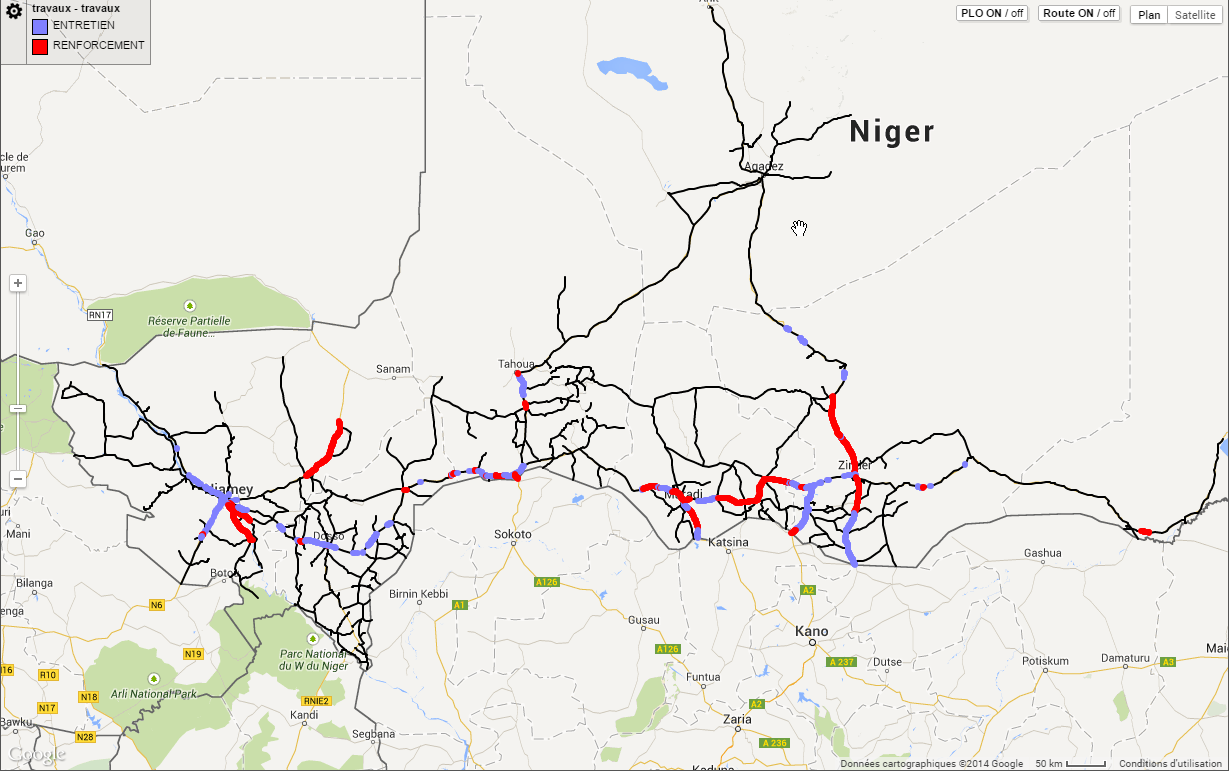 travaux - travaux
ENTRETIEN
RENFORCEMENT
PLO ON / off
Route ON / off
Plan
Satellite
Niger
Agadez
cle de
Gao
RN17
Réserve Partielle
de Faune...
Sanam
Tahoua
Niamey
Dosso
Maradi
Zinder
Mani
Bilanga
Sokoto
Katsina
Gashua
A126
Birnin Kebbi
A1
A2
N6
Gusau
Kano
A126
A 237
Dutse
N19
Parc National
du W du Niger
Arli National Park
R10
N18
N17
N28
Potiskum
Damaturu
A3
Funtua
RNIE2
Kandi
A2
Zaria
Segbana
A 236
Google
Données cartographiques ©2014 Google
50 km
Conditions d'utilisation